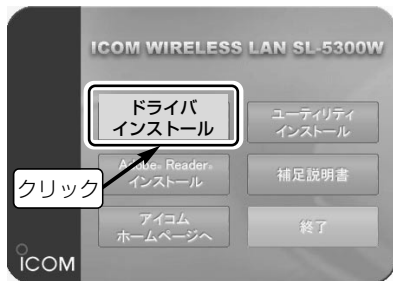 ICOM WIRELESS LAN SL-5300W
ドライバ
インストール
ユーティリティ
インストール
Adobe® Reader®
インストール
補足説明書
クリック
アイコム
ホームページへ
終了
ICOM